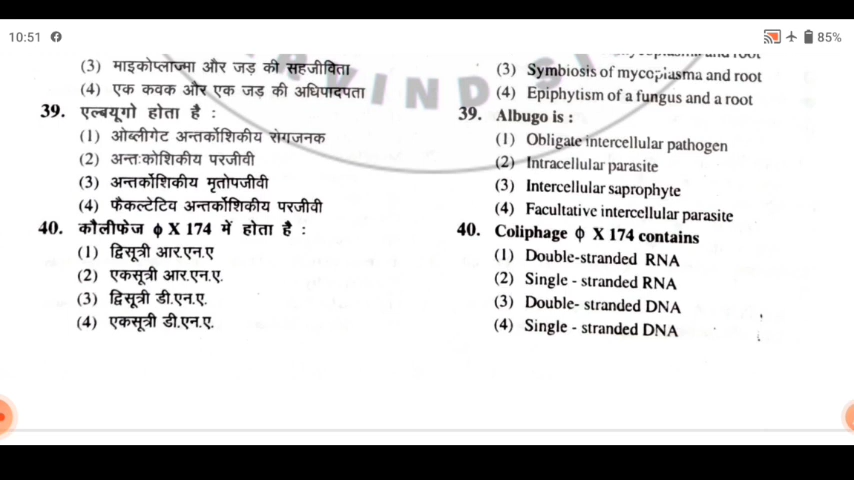 10:51
85%
(3) माइकोप्लाज्मा और जड़ की सहजीविता
(4) एक कवक और एक जड़ की अधिपादपता
39. एल्बयूगो होता है :
(1) ओब्लीगेट अन्तर्कोशिकीय रोगजनक
(2) अन्तःकोशिकीय परजीवी
(3) अन्तर्कोशिकीय मृतोपजीवी
(4) फैकल्टेटिव अन्तर्कोशिकीय परजीवी
40. कौलीफेज ϕ X 174 में होता है :
(1) द्विसूत्री आर.एन.ए
(2) एकसूत्री आर.एन.ए.
(3) द्विसूत्री डी.एन.ए.
(4) एकसूत्री डी.एन.ए.
and root
(3) Symbiosis of mycoplasma and root
(4) Epiphytism of a fungus and a root
39. Albugo is :
(1) Obligate intercellular pathogen
(2) Intracellular parasite
(3) Intercellular saprophyte
(4) Facultative intercellular parasite
40. Coliphage ϕ X 174 contains
(1) Double-stranded RNA
(2) Single - stranded RNA
(3) Double- stranded DNA
(4) Single - stranded DNA